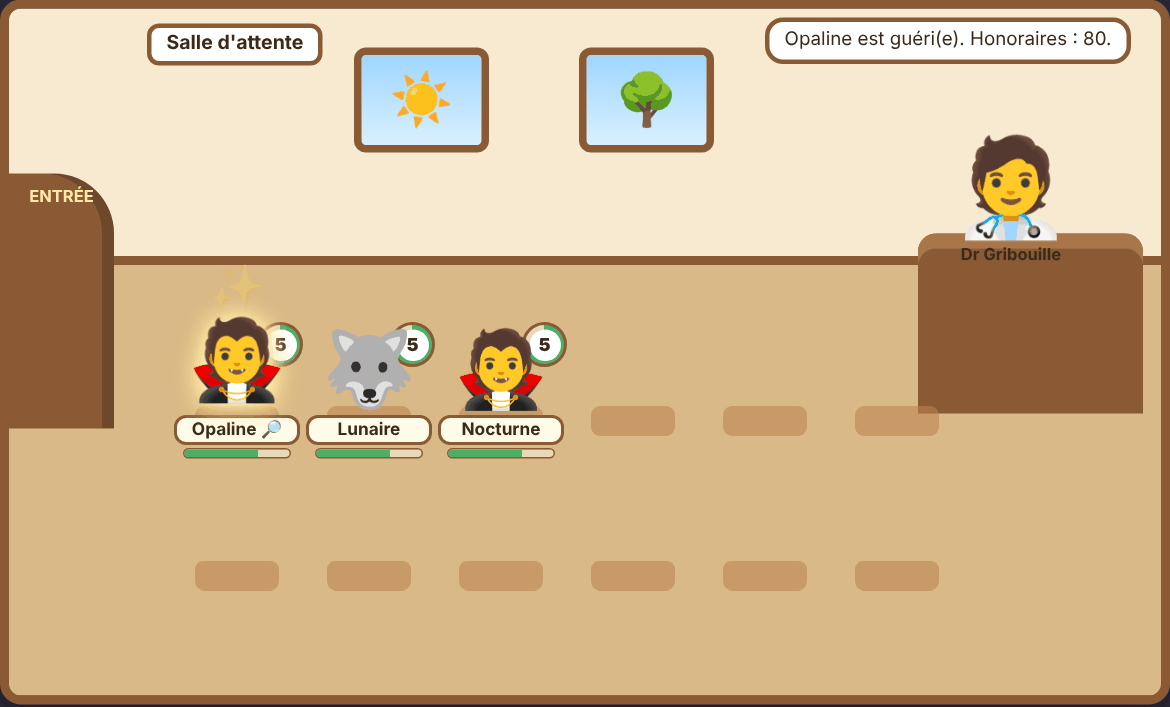 Salle d'attente
Opaline est guéri(e). Honoraires : 80.
ENTRÉE
Dr Gribouille
5
5
5
Opaline
Lunaire
Nocturne